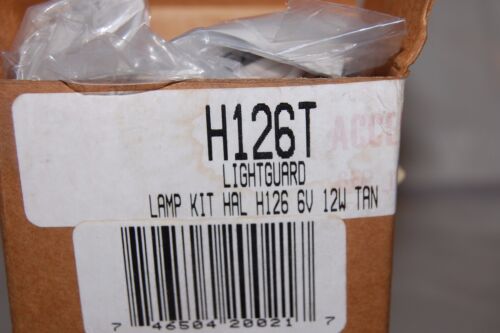 H126T
LIGHTGUARD
LAMP KIT HAL H126 6V 12W TAN
7 46504 20021 7